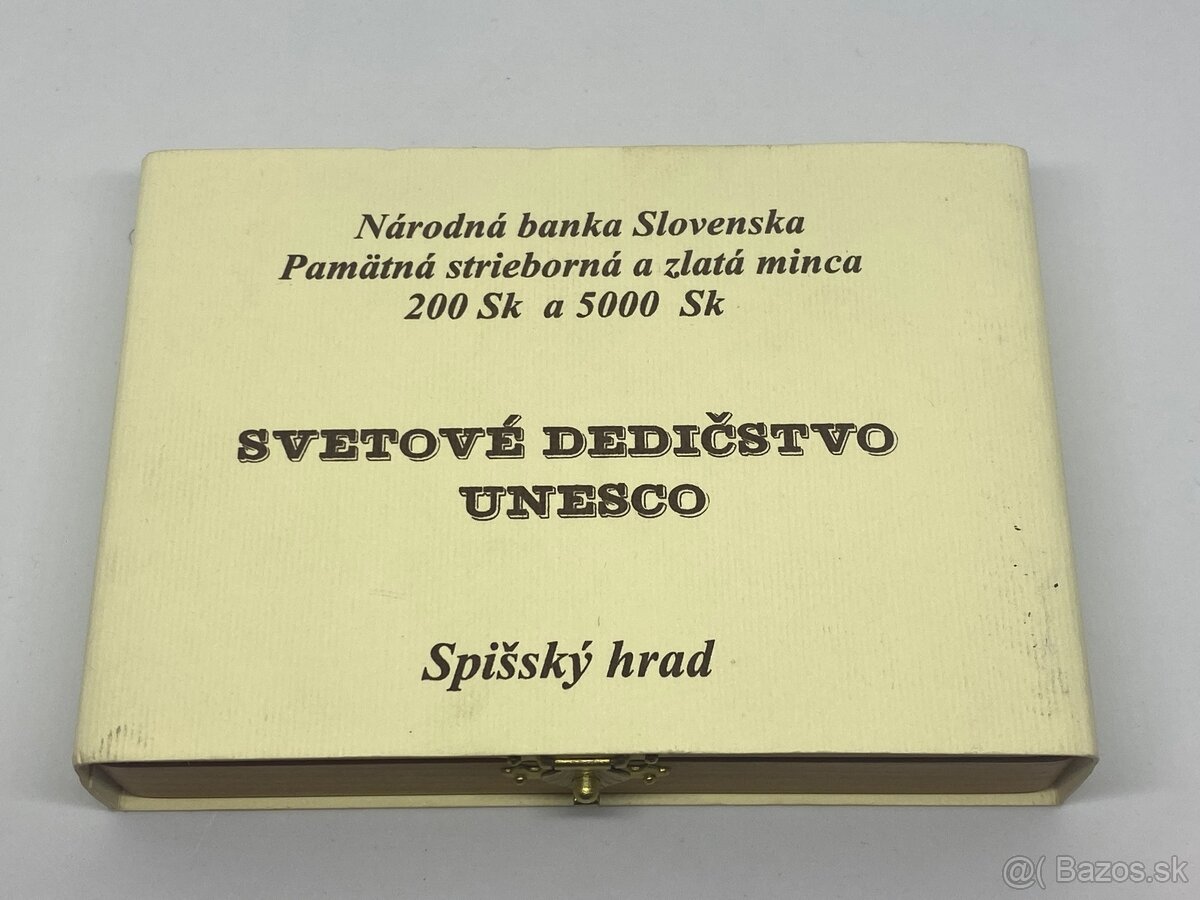 Národná banka Slovenska
Pamätná strieborná a zlatá minca
200 Sk a 5000 Sk
SVETOVÉ DEDIČSTVO
UNESCO
Spišský hrad
@( Bazos.sk